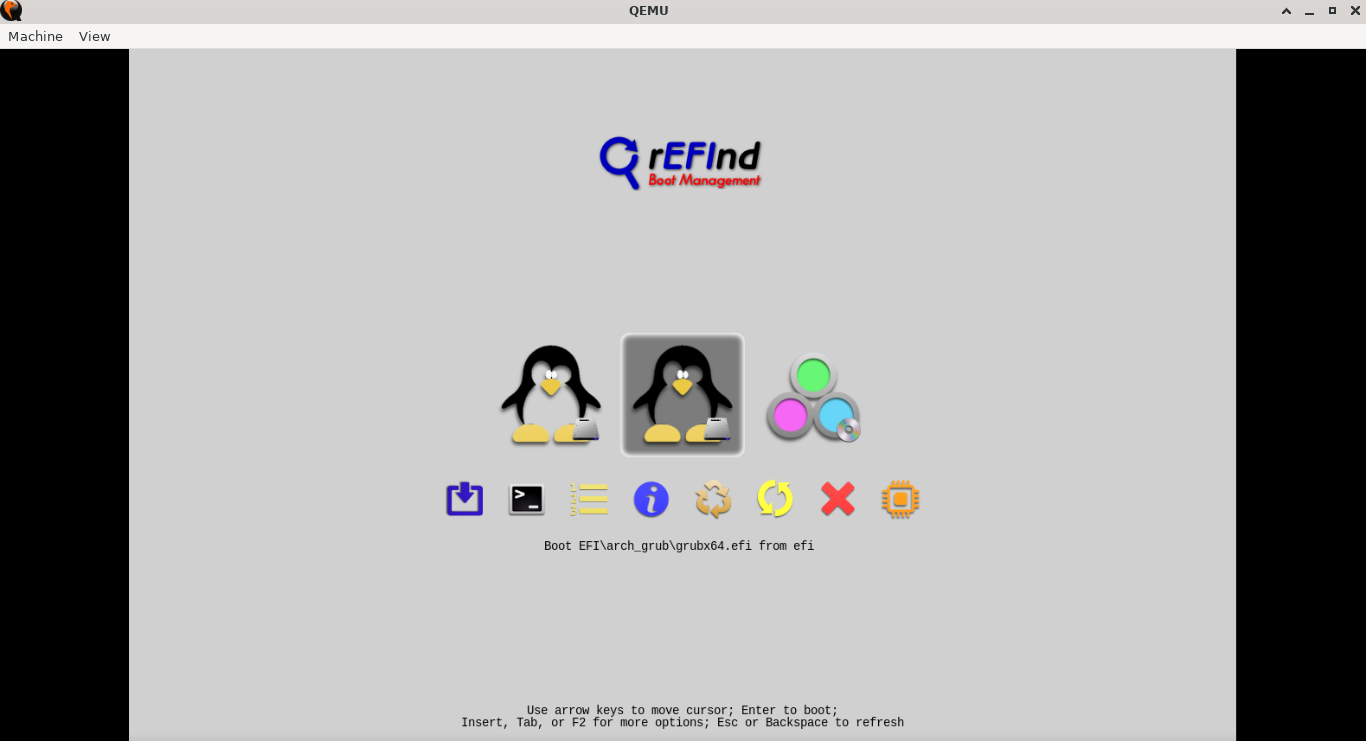 QEMU
Machine View
rEFInd
Boot Management
Boot EFI\arch_grub\grubx64.efi from efi
Use arrow keys to move cursor; Enter to boot;
Insert, Tab, or F2 for more options; Esc or Backspace to refresh